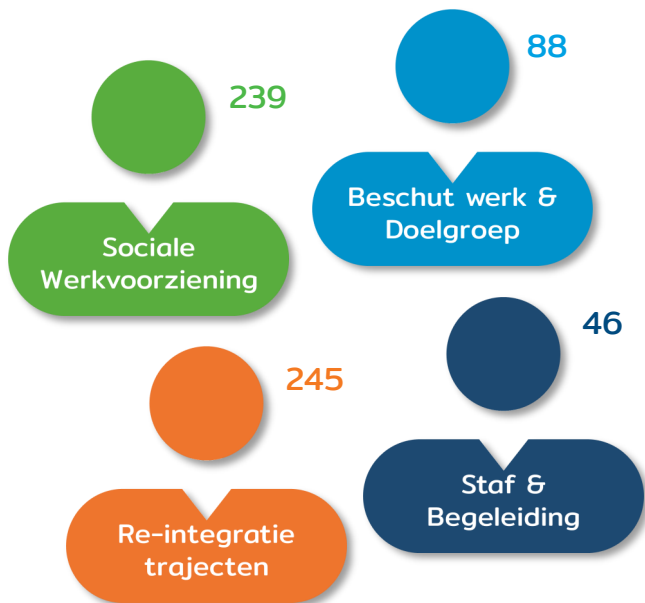 239
Sociale
Werkvoorziening
88
Beschut werk &
Doelgroep
245
Re-integratie
trajecten
46
Staf &
Begeleiding